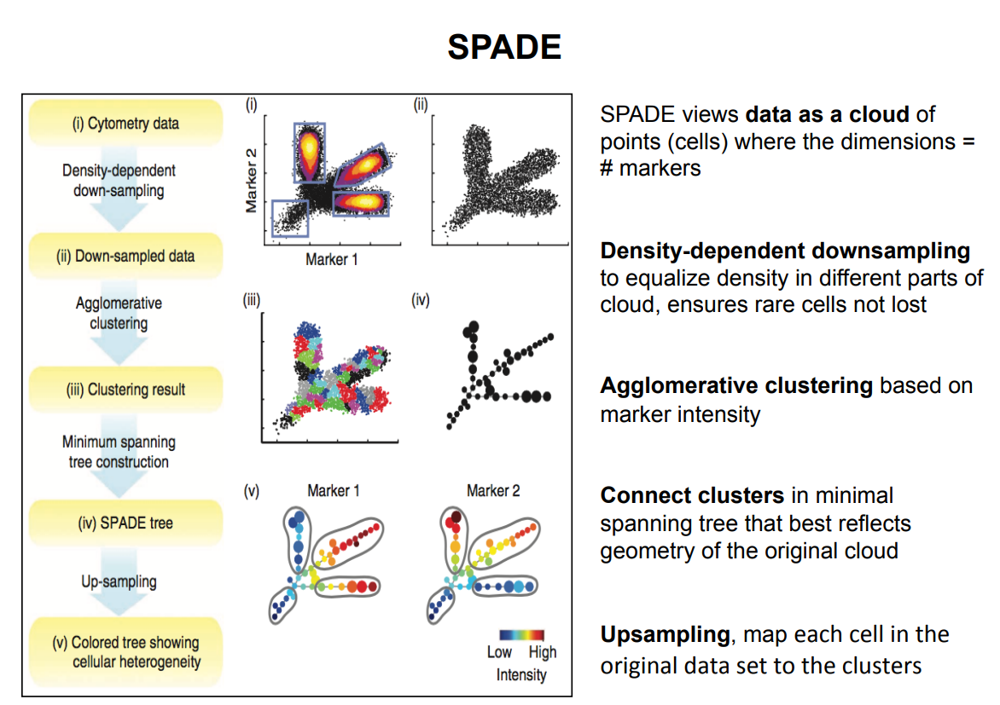 SPADE
(i) Cytometry data
Density-dependent
down-sampling
(ii) Down-sampled data
Agglomerative
clustering
(iii) Clustering result
Minimum spanning
tree construction
(iv) SPADE tree
Up-sampling
(v) Colored tree showing
cellular heterogeneity
(i)
Marker 2
Marker 1
(ii)
(iii)
(iv)
(v)
Marker 1
Marker 2
Low High
Intensity
SPADE views data as a cloud of
points (cells) where the dimensions =
# markers
Density-dependent downsampling
to equalize density in different parts of
cloud, ensures rare cells not lost
Agglomerative clustering based on
marker intensity
Connect clusters in minimal
spanning tree that best reflects
geometry of the original cloud
Upsampling, map each cell in the
original data set to the clusters